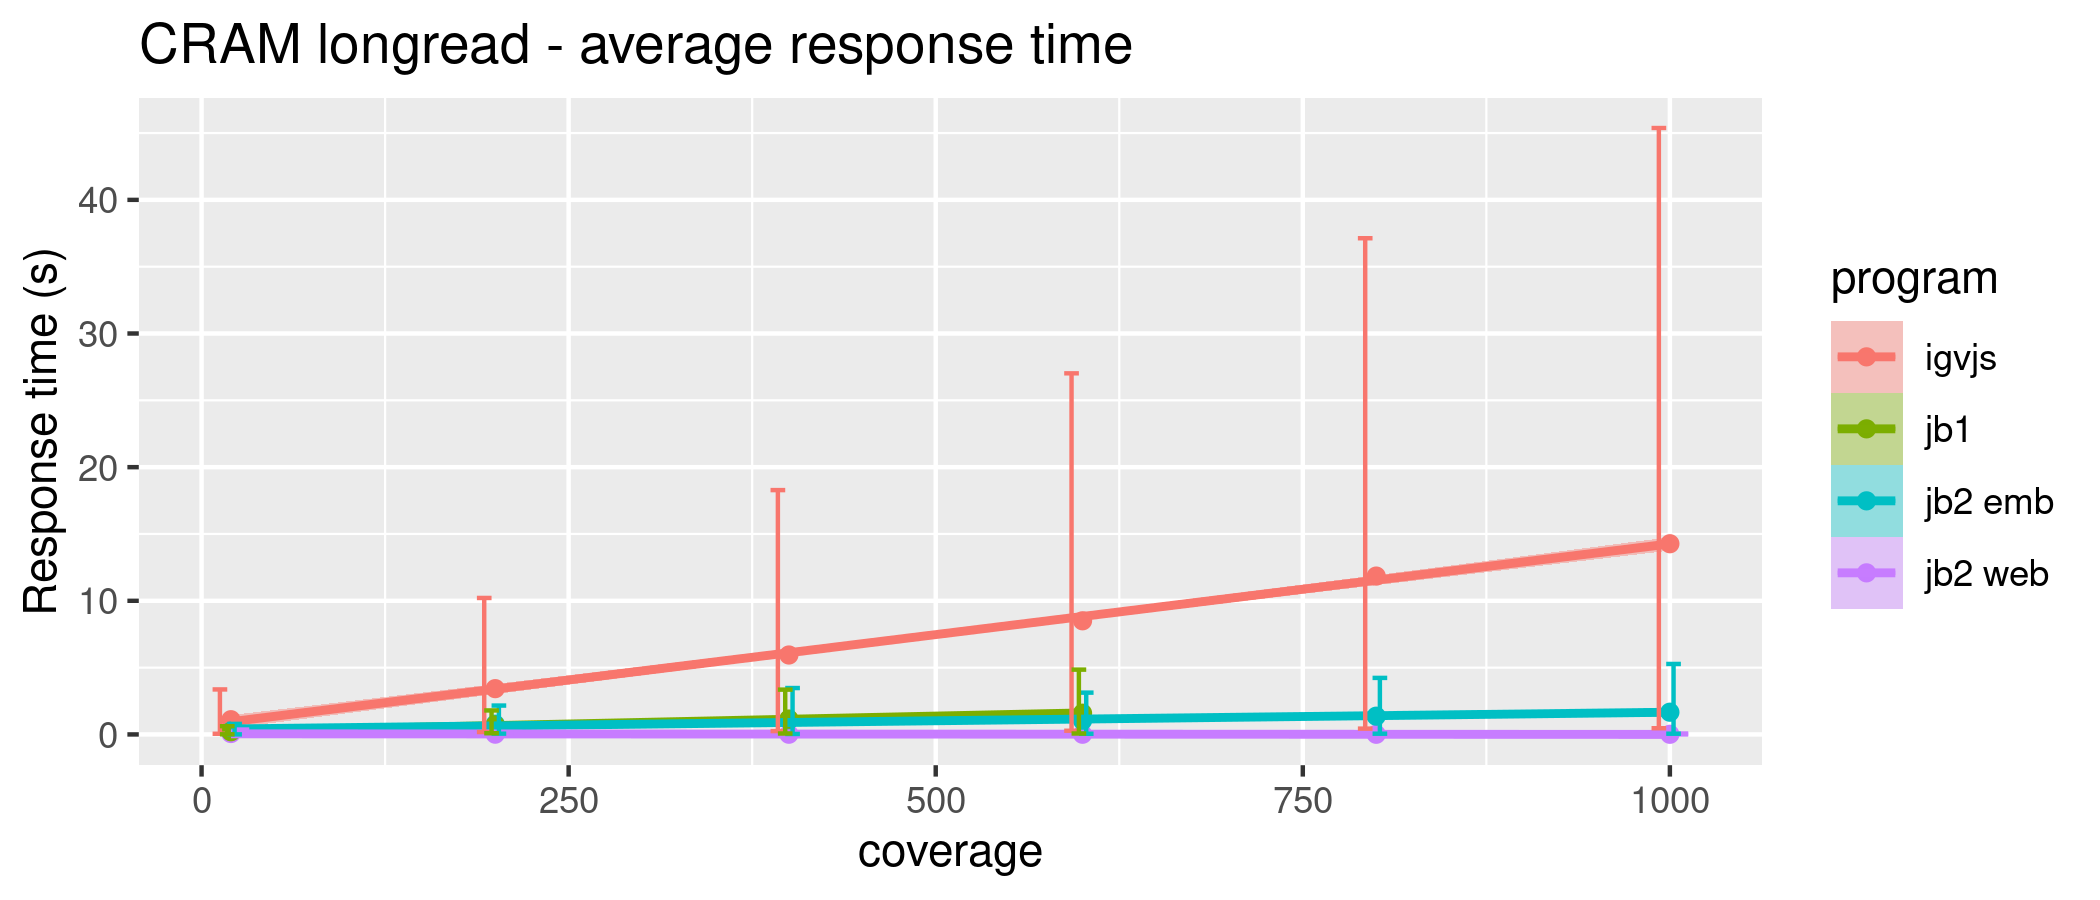 CRAM longread - average response time
Response time (s)
40
30
20
10
0
0 250 500 750 1000
coverage
program
igvjs
jb1
jb2 emb
jb2 web